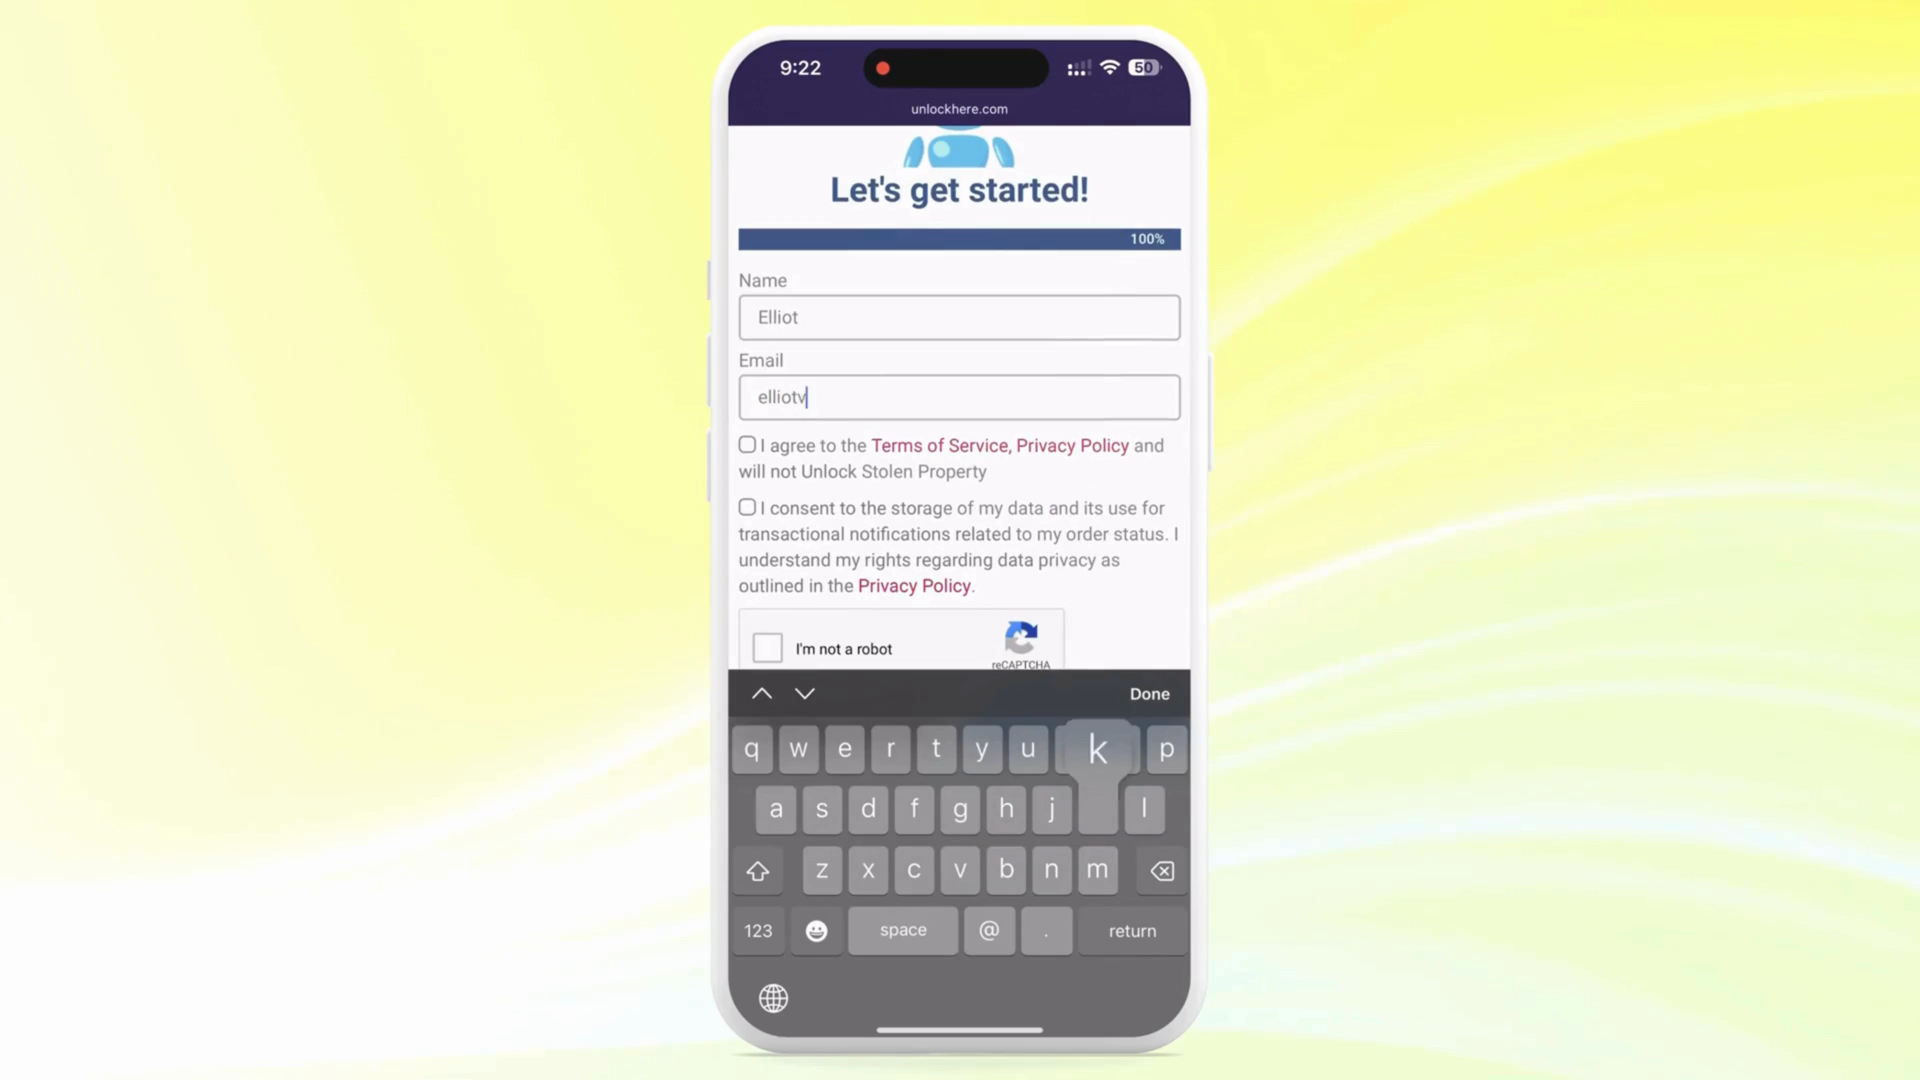 9:22
50
unlockhere.com
Let's get started!
100%
Name
Elliot
Email
elliotv
I agree to the Terms of Service, Privacy Policy and
will not Unlock Stolen Property
I consent to the storage of my data and its use for
transactional notifications related to my order status. I
understand my rights regarding data privacy as
outlined in the Privacy Policy.
I'm not a robot
reCAPTCHA
Done
q w e r t y u k p
a s d f g h j l
z x c v b n m
123 space @ . return